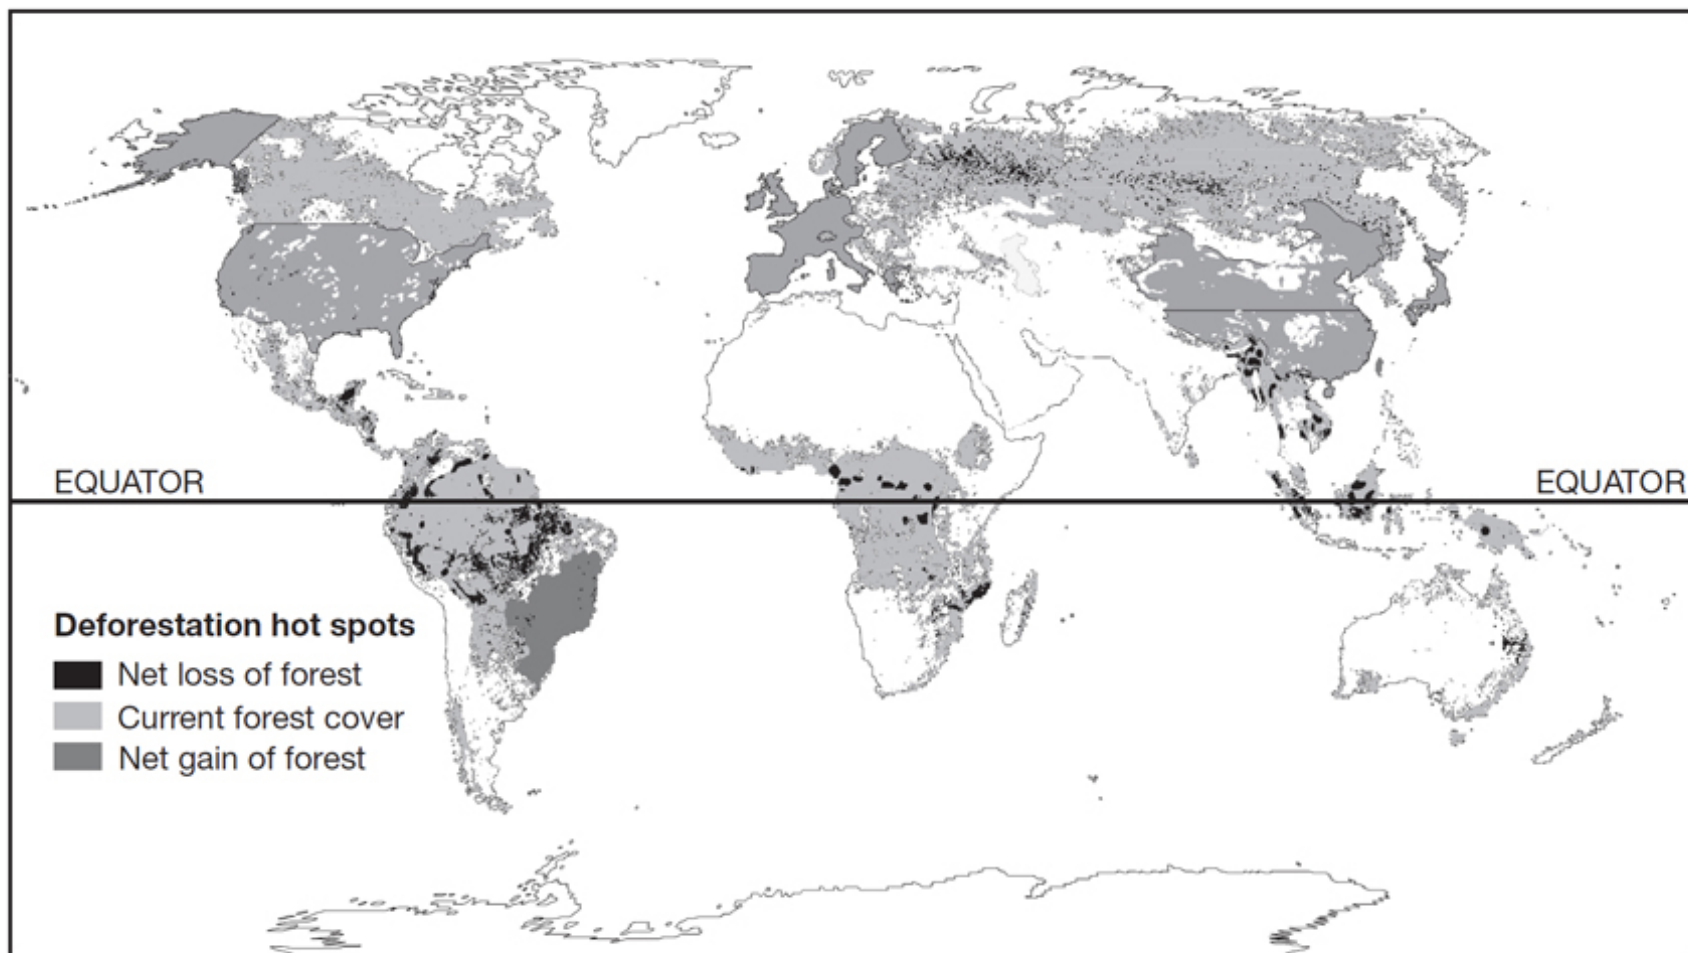 EQUATOR
EQUATOR
Deforestation hot spots
Net loss of forest
Current forest cover
Net gain of forest